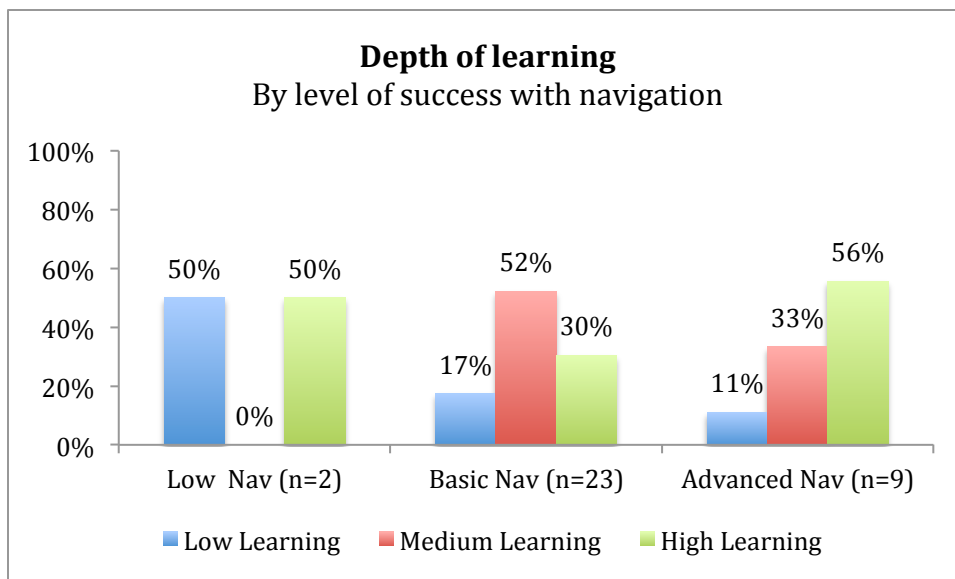 Depth of learning
By level of success with navigation
100%
80%
60%
40%
20%
0%
50%
0%
50%
17%
52%
30%
11%
33%
56%
Low  Nav (n=2)
Basic Nav (n=23)
Advanced Nav (n=9)
Low Learning
Medium Learning
High Learning